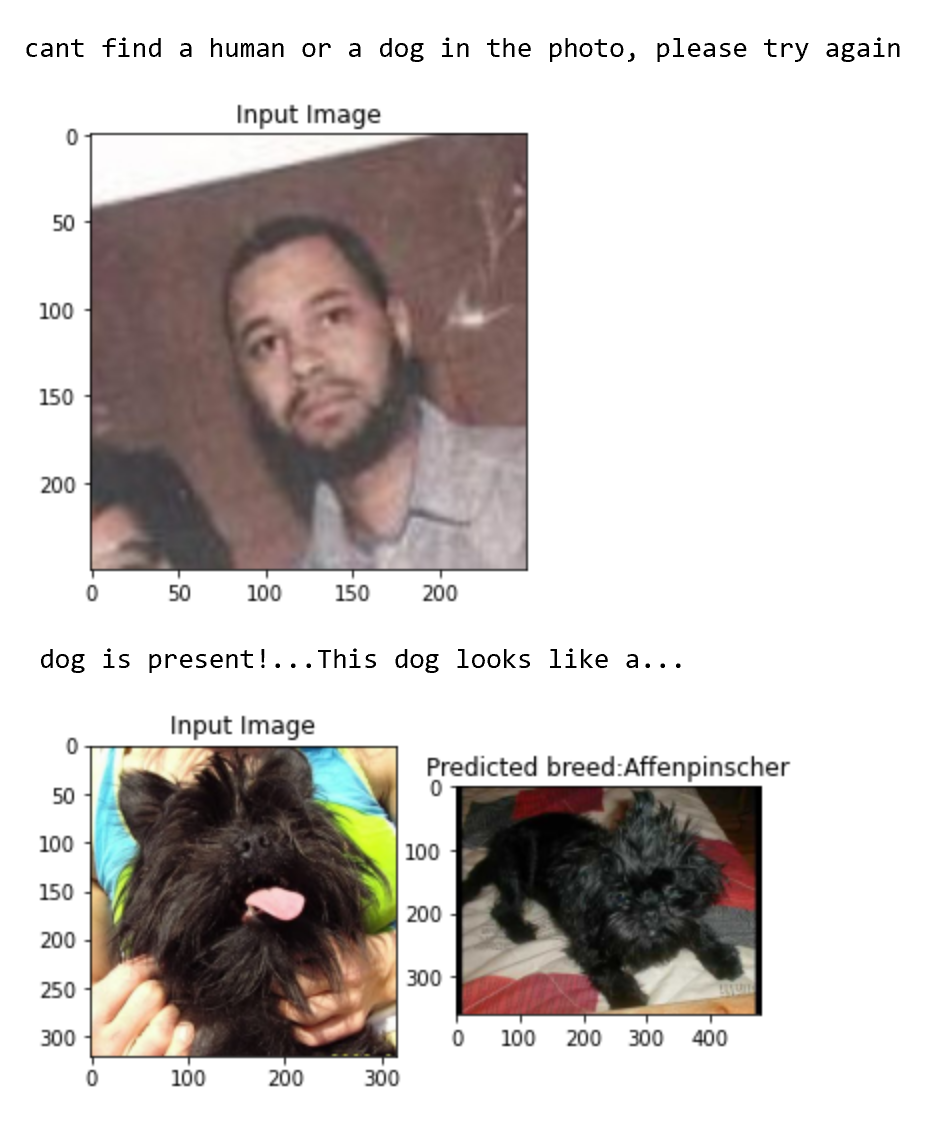 cant find a human or a dog in the photo, please try again
Input Image
0
50
100
150
200
0 50 100 150 200
dog is present!...This dog looks like a...
Input Image
0
50
100
150
200
250
300
0 100 200 300
Predicted breed:Affenpinscher
0
100
200
300
0 100 200 300 400